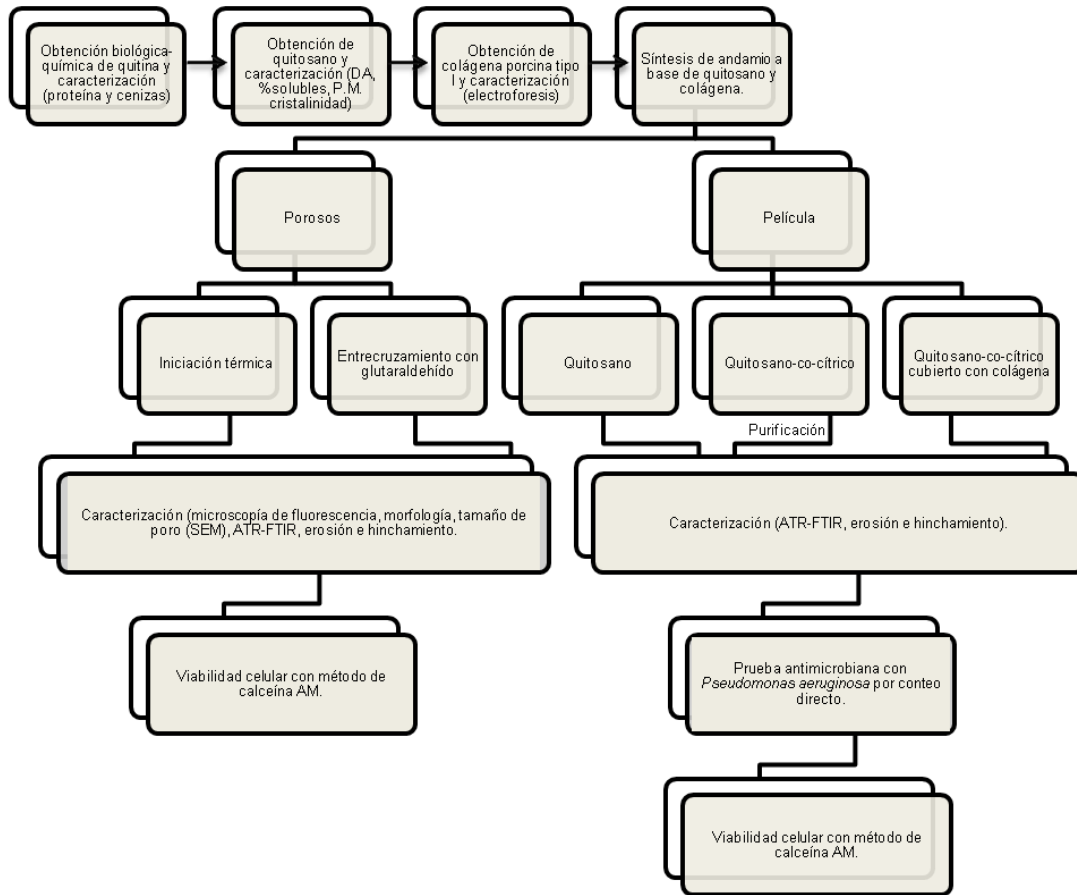 Obtención biológica-
química de quitina y
caracterización
(proteína y cenizas)
Obtención de
quitosano y
caracterización (DA,
%solubles, P.M.
cristalinidad)
Obtención de
colágena porcina tipo
I y caracterización
(electroforesis)
Síntesis de andamio a
base de quitosano y
colágena.
Porosos
Película
Iniciación térmica
Entrecruzamiento con
glutaraldehído
Quitosano
Quitosano-co-cítrico
Quitosano-co-cítrico
cubierto con colágena
Purificación
Caracterización (microscopía de fluorescencia, morfología, tamaño de
poro (SEM), ATR-FTIR, erosión e hinchamiento.
Caracterización (ATR-FTIR, erosión e hinchamiento).
Viabilidad celular con método de
calceína AM.
Prueba antimicrobiana con
Pseudomonas aeruginosa por conteo
directo.
Viabilidad celular con método de
calceína AM.